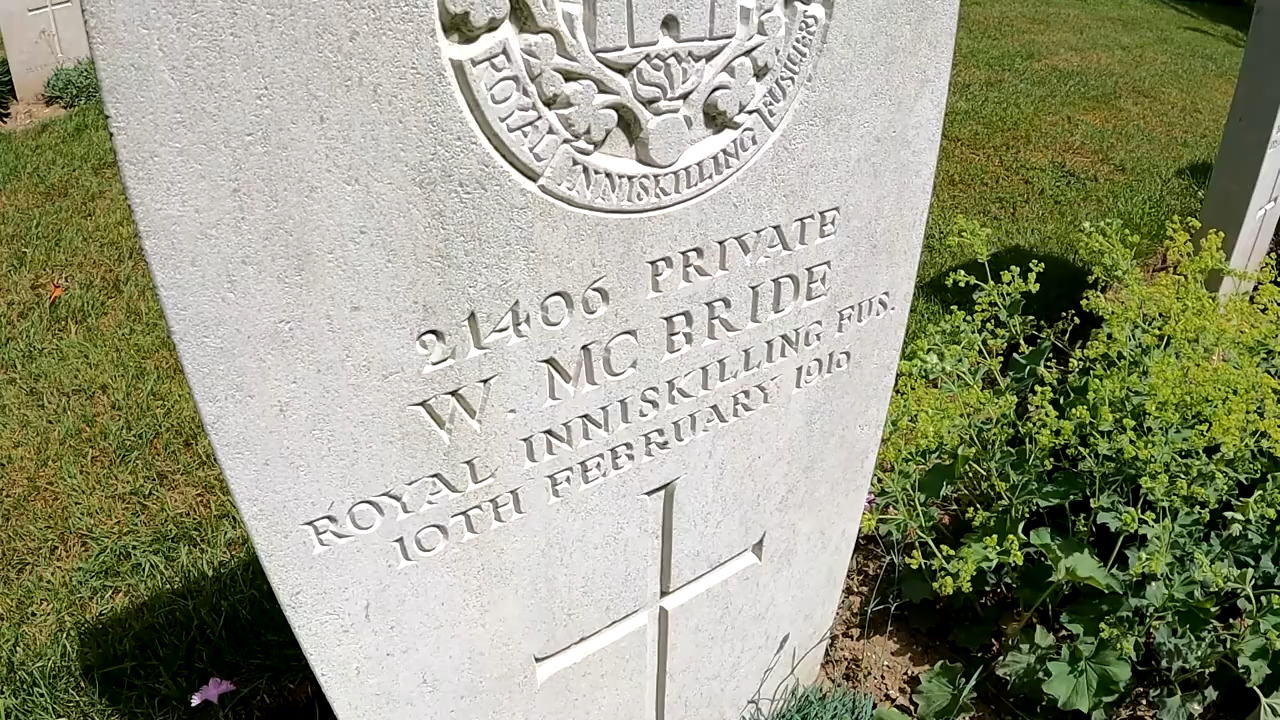 ROYAL INNISKILLING FUSILIERS
21406 PRIVATE
W. MC BRIDE
ROYAL INNISKILLING FUS.
10TH FEBRUARY 1916